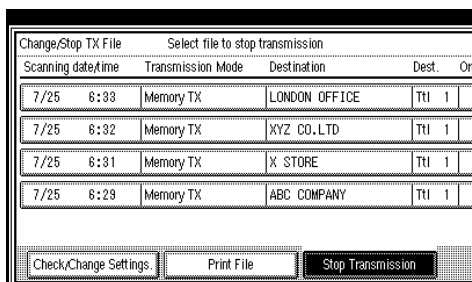 Change/Stop TX File Select file to stop transmission
Scanning date/time Transmission Mode Destination Dest. Or
7/25 6:33 Memory TX LONDON OFFICE Ttl 1
7/25 6:32 Memory TX XYZ CO.LTD Ttl 1
7/25 6:31 Memory TX X STORE Ttl 1
7/25 6:29 Memory TX ABC COMPANY Ttl 1
Check/Change Settings. Print File Stop Transmission